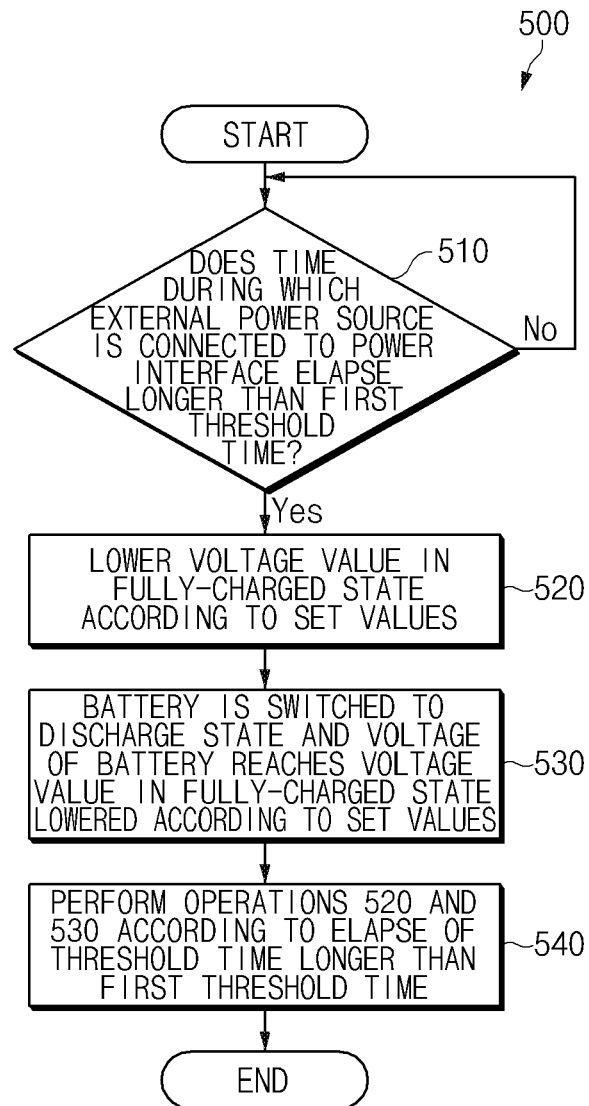 500
START
DOES TIME
DURING WHICH
EXTERNAL POWER SOURCE
IS CONNECTED TO POWER
INTERFACE ELAPSE
LONGER THAN FIRST
THRESHOLD
TIME?
510
No
Yes
LOWER VOLTAGE VALUE IN
FULLY-CHARGED STATE
ACCORDING TO SET VALUES
520
BATTERY IS SWITCHED TO
DISCHARGE STATE AND VOLTAGE
OF BATTERY REACHES VOLTAGE
VALUE IN FULLY-CHARGED STATE
LOWERED ACCORDING TO SET VALUES
530
PERFORM OPERATIONS 520 AND
530 ACCORDING TO ELAPSE OF
THRESHOLD TIME LONGER THAN
FIRST THRESHOLD TIME
540
END